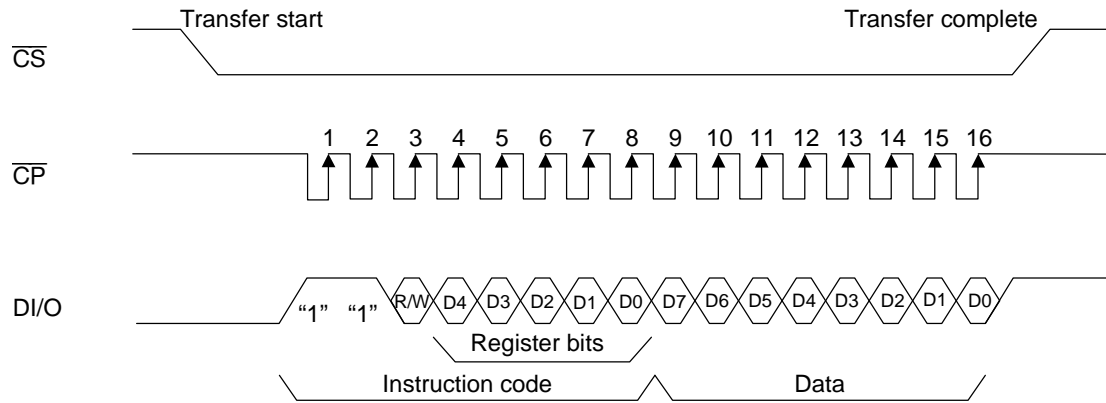 Transfer start Transfer complete
CS
1 2 3 4 5 6 7 8 9 10 11 12 13 14 15 16
CP
DI/O “1” “1” R/W D4 D3 D2 D1 D0 D7 D6 D5 D4 D3 D2 D1 D0
Register bits
Instruction code Data